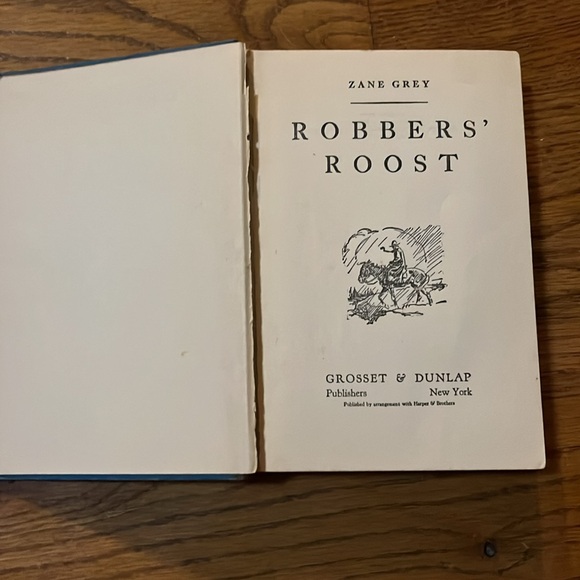 ZANE GREY
ROBBERS'
ROOST
GROSSET & DUNLAP
Publishers New York
Published by arrangement with Harper & Brothers